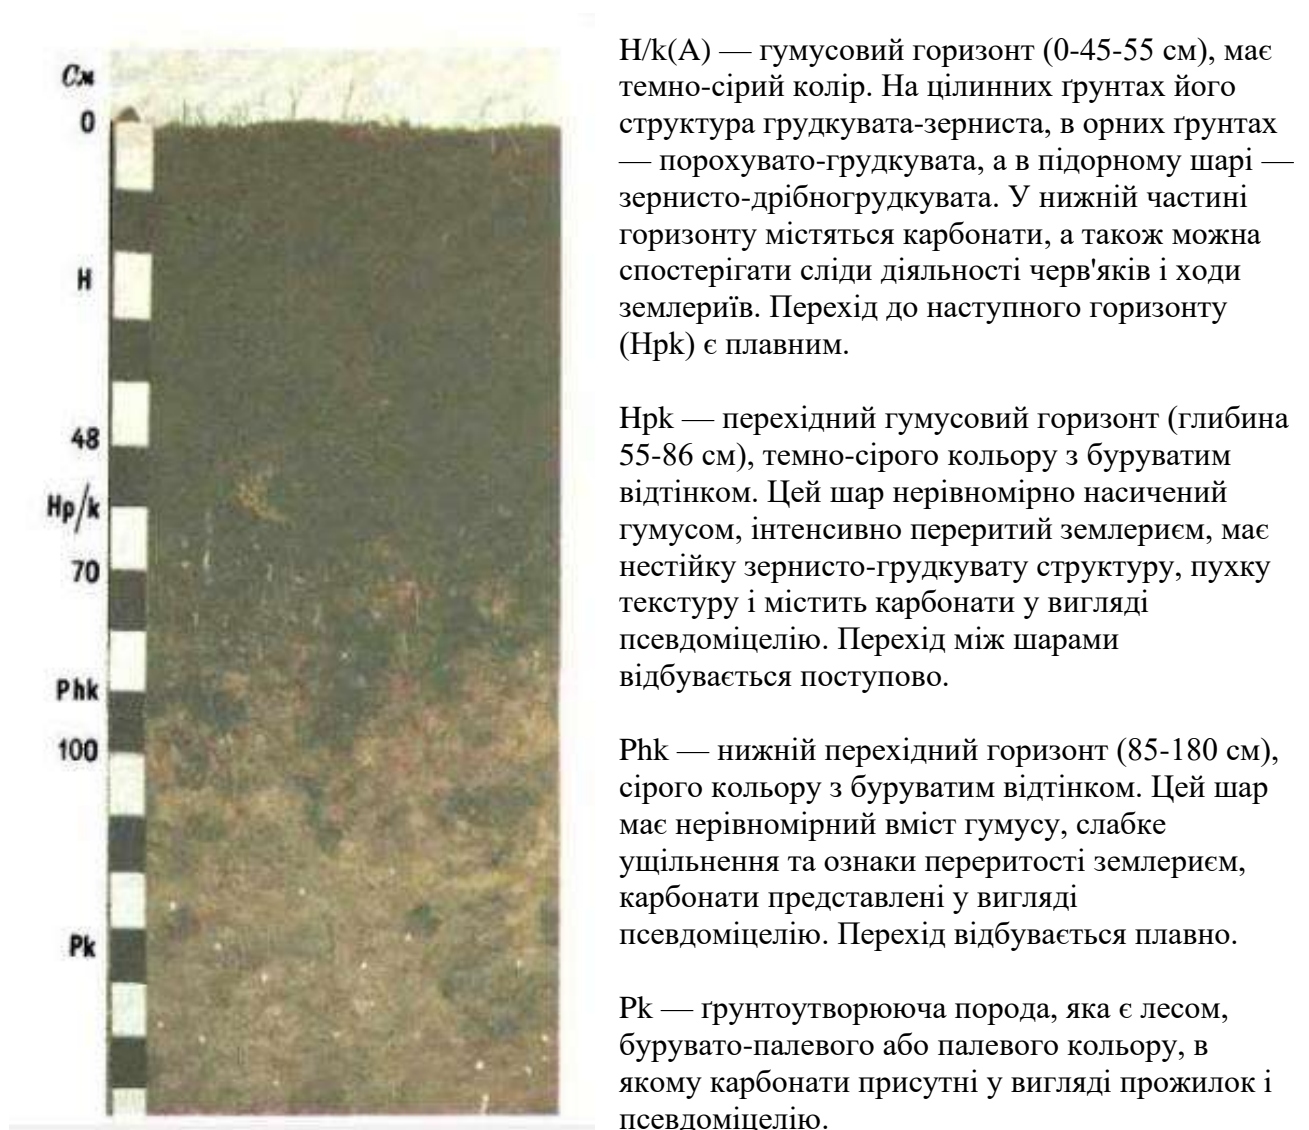 См
0
Н
48
Нр/k
70
Phk
100
Pk
H/k(A) — гумусовий горизонт (0-45-55 см), має
темно-сірий колір. На цілинних ґрунтах його
структура грудкувата-зерниста, в орних ґрунтах
— порохувато-грудкувата, а в підорному шарі —
зернисто-дрібногрудкувата. У нижній частині
горизонту містяться карбонати, а також можна
спостерігати сліди діяльності черв'яків і ходи
землериїв. Перехід до наступного горизонту
(Hpk) є плавним.
Hpk — перехідний гумусовий горизонт (глибина
55-86 см), темно-сірого кольору з буруватим
відтінком. Цей шар нерівномірно насичений
гумусом, інтенсивно переритий землериєм, має
нестійку зернисто-грудкувату структуру, пухку
текстуру і містить карбонати у вигляді
псевдоміцелію. Перехід між шарами
відбувається поступово.
Phk — нижній перехідний горизонт (85-180 см),
сірого кольору з буруватим відтінком. Цей шар
має нерівномірний вміст гумусу, слабке
ущільнення та ознаки переритості землериєм,
карбонати представлені у вигляді
псевдоміцелію. Перехід відбувається плавно.
Pk — ґрунтоутворююча порода, яка є лесом,
бурувато-палевого або палевого кольору, в
якому карбонати присутні у вигляді прожилок і
псевдоміцелію.